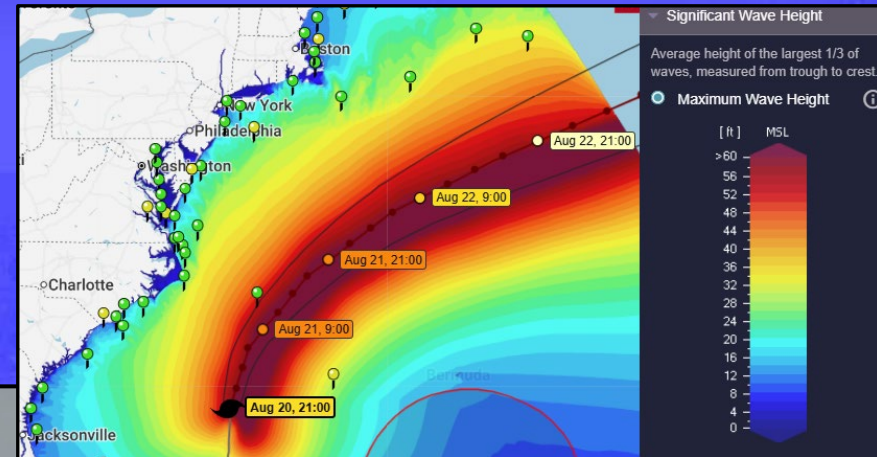 Boston
New York
Philadelphia
Washington
Charlotte
Jacksonville
Bermuda
Aug 22, 21:00
Aug 22, 9:00
Aug 21, 21:00
Aug 21, 9:00
Aug 20, 21:00
Significant Wave Height
Average height of the largest 1/3 of
waves, measured from trough to crest.
Maximum Wave Height
[ ft ] MSL
>60
56
52
48
44
40
36
32
28
24
20
16
12
8
4
0